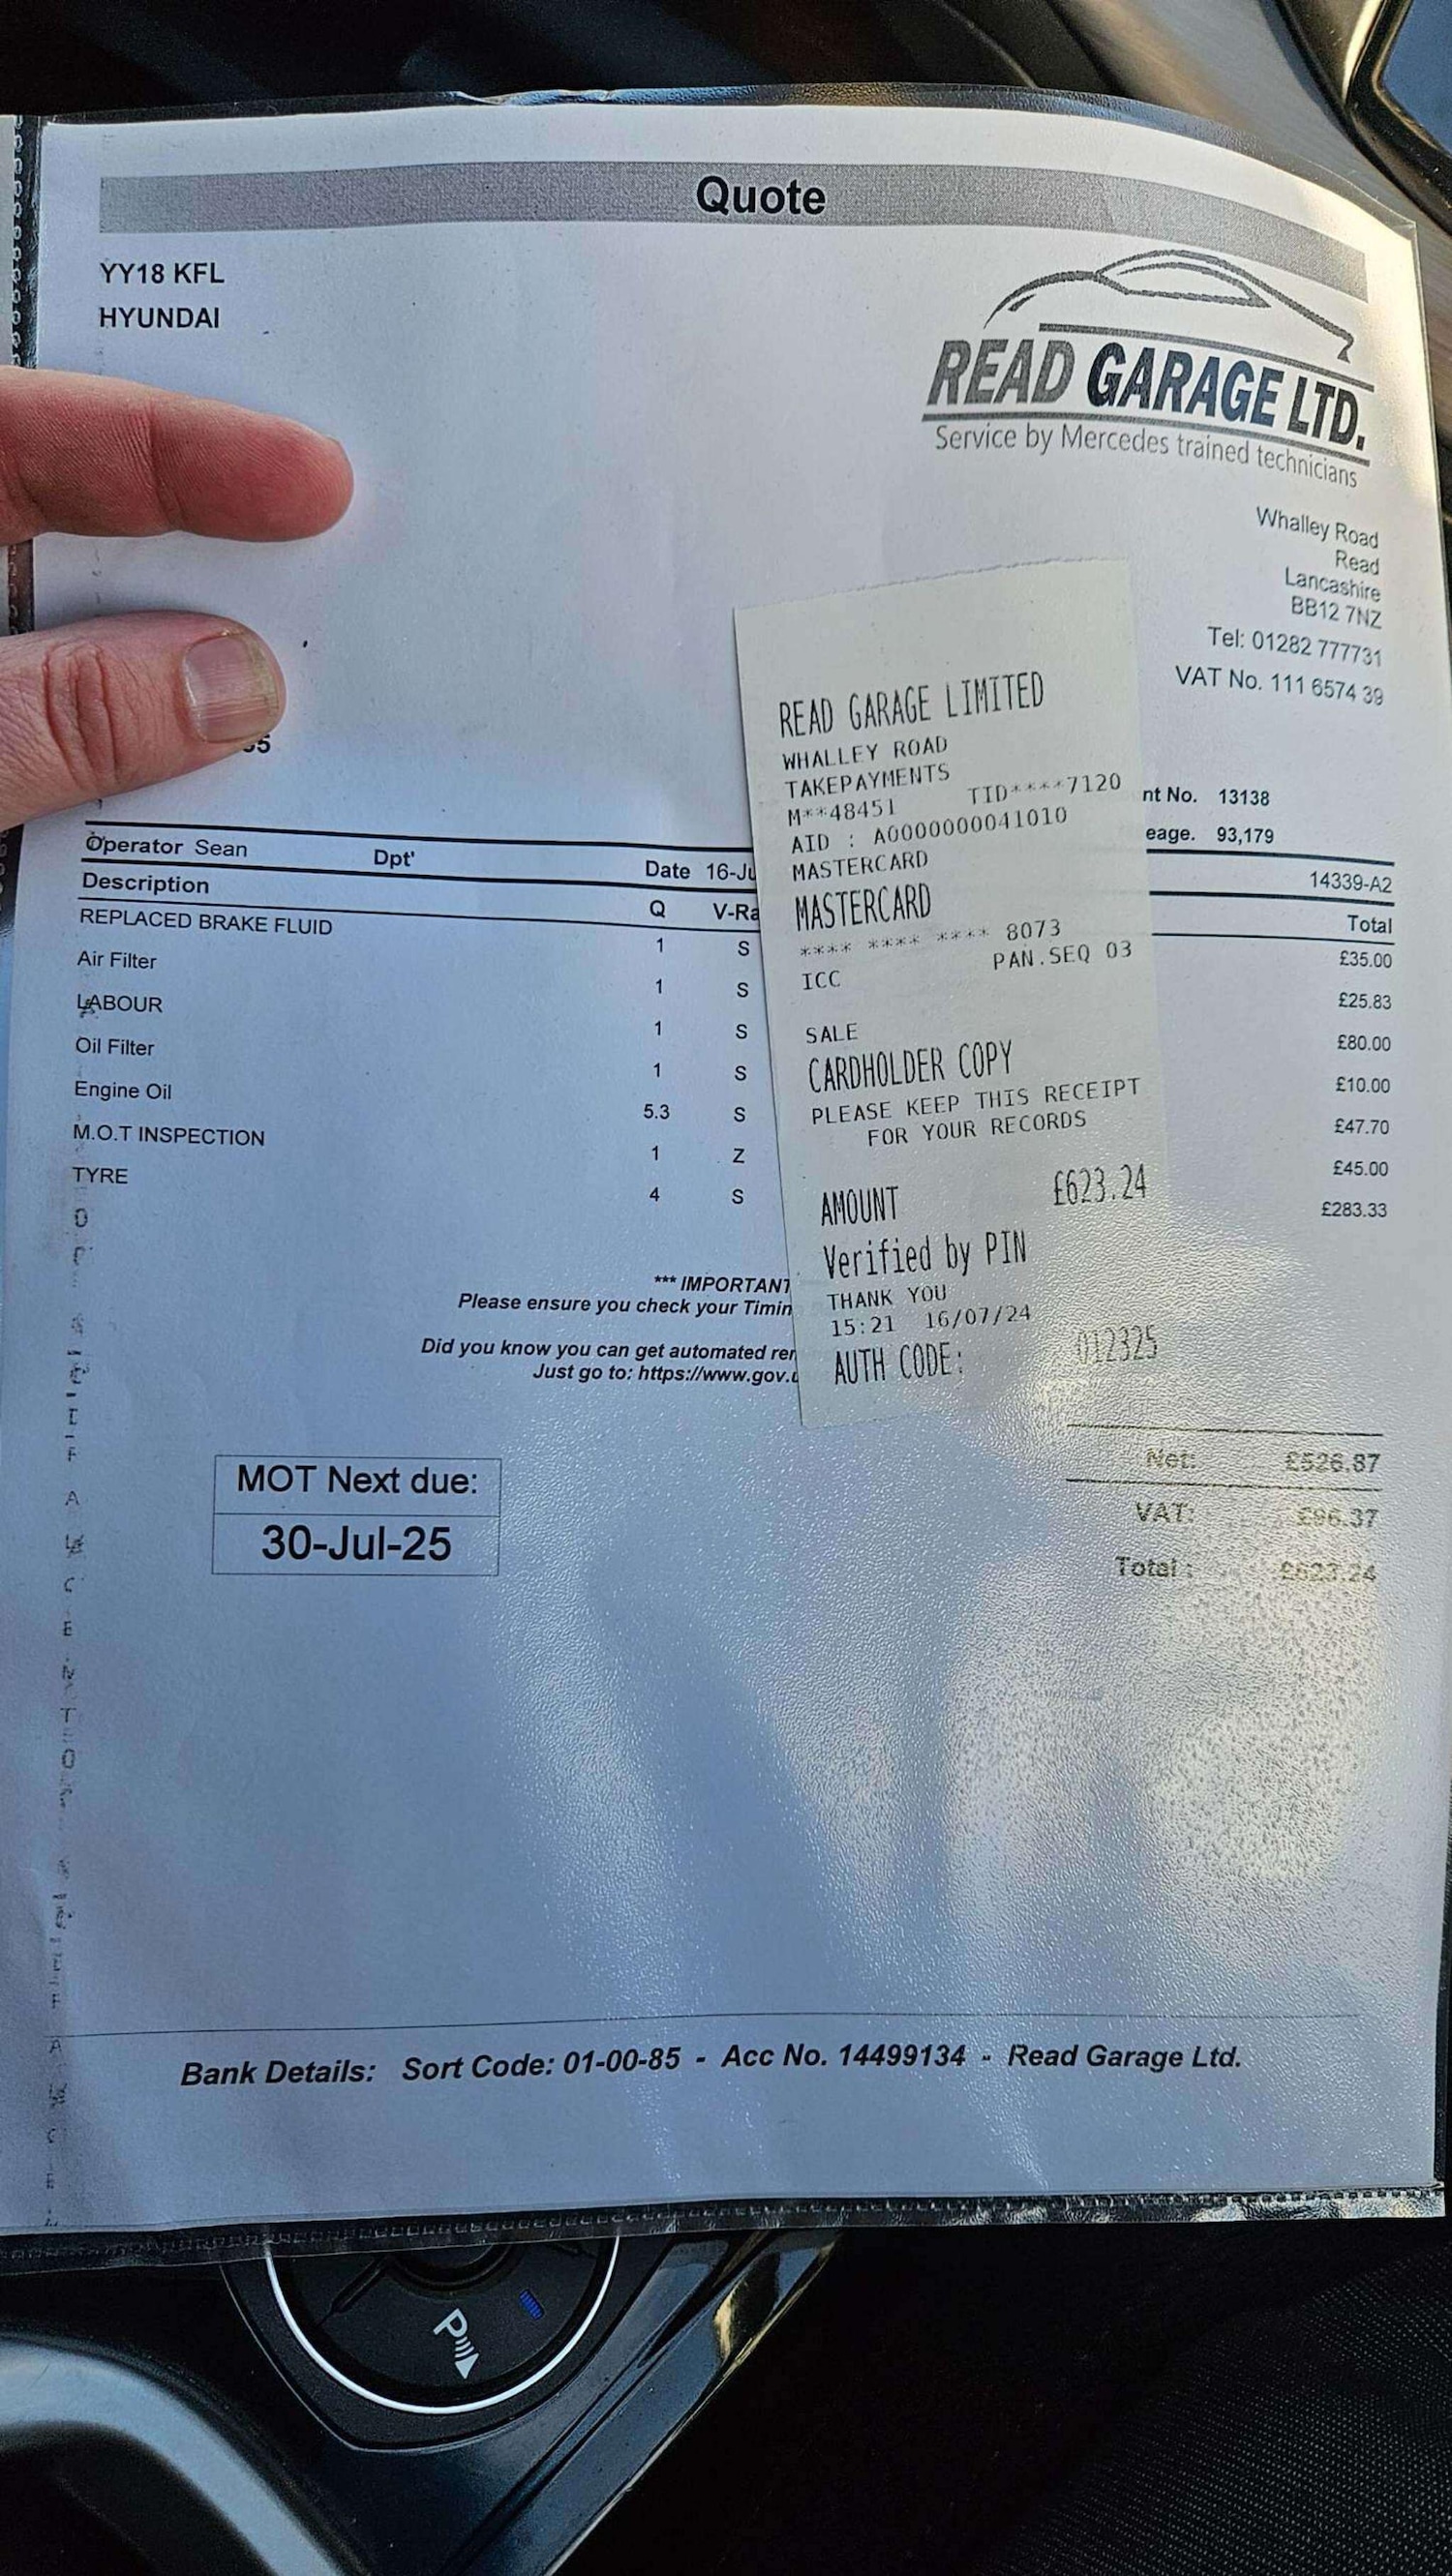 Quote
YY18 KFL
HYUNDAI
READ GARAGE LTD.
Service by Mercedes trained technicians
Whalley Road
Read
Lancashire
BB12 7NZ
Tel: 01282 777731
VAT No. 111 6574 39
nt No. 13138
eage. 93,179
Operator Sean Dpt' Date 16-Ju 14339-A2
Description Q V-Ra Total
REPLACED BRAKE FLUID 1 S £35.00
Air Filter 1 S £25.83
LABOUR 1 S £80.00
Oil Filter 1 S £10.00
Engine Oil 5.3 S £47.70
M.O.T INSPECTION 1 Z £45.00
TYRE 4 S £283.33
*** IMPORTANT
Please ensure you check your Timin
Did you know you can get automated rer
Just go to: https://www.gov.u
READ GARAGE LIMITED
WHALLEY ROAD
TAKEPAYMENTS
M**48451 TID****7120
AID : A0000000041010
MASTERCARD
MASTERCARD
**** **** **** 8073
ICC PAN.SEQ 03
SALE
CARDHOLDER COPY
PLEASE KEEP THIS RECEIPT
FOR YOUR RECORDS
AMOUNT £623.24
Verified by PIN
THANK YOU
15:21 16/07/24
AUTH CODE: 012325
Net: £526.87
VAT: £96.37
Total : £623.24
MOT Next due:
30-Jul-25
Bank Details: Sort Code: 01-00-85 - Acc No. 14499134 - Read Garage Ltd.
P